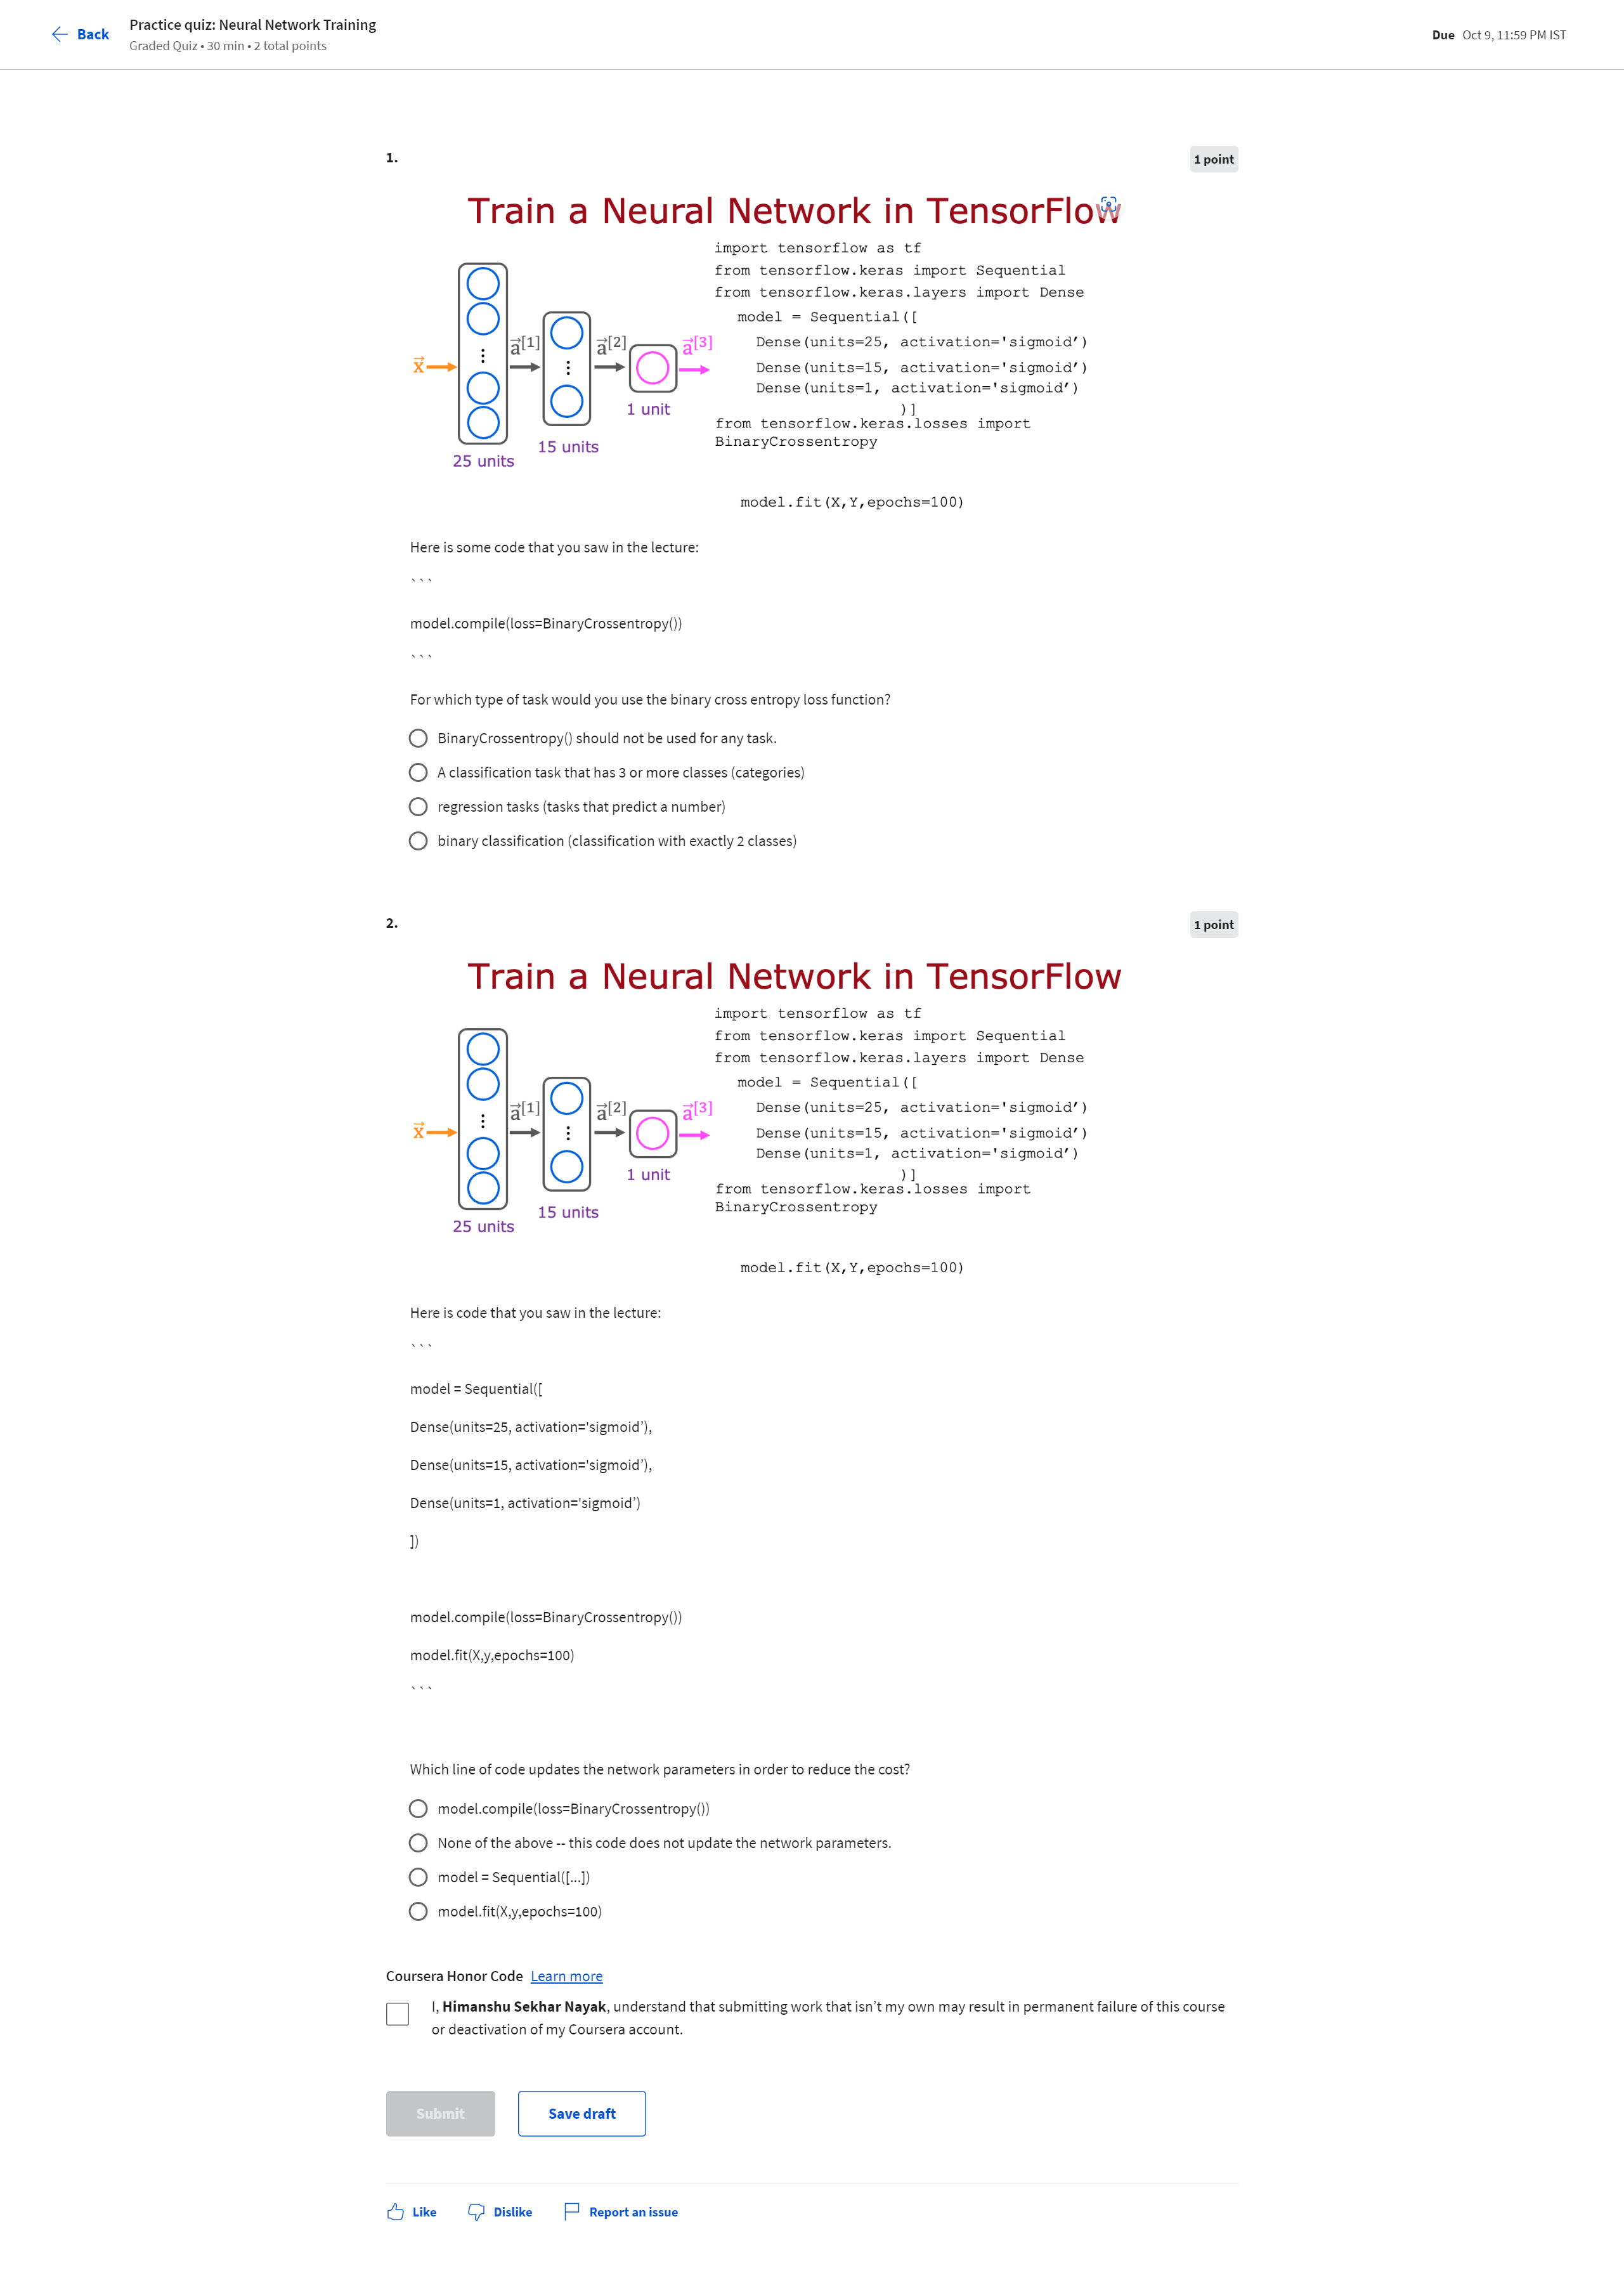 Back
Practice quiz: Neural Network Training
Graded Quiz • 30 min • 2 total points
Due Oct 9, 11:59 PM IST
1.
1 point
Train a Neural Network in TensorFlow
import tensorflow as tf
from tensorflow.keras import Sequential
from tensorflow.keras.layers import Dense
model = Sequential([
Dense(units=25, activation='sigmoid’)
Dense(units=15, activation='sigmoid’)
Dense(units=1, activation='sigmoid’)
)]
from tensorflow.keras.losses import
BinaryCrossentropy
model.fit(X,Y,epochs=100)
x⃗
a⃗[1]
a⃗[2]
a⃗[3]
25 units
15 units
1 unit
Here is some code that you saw in the lecture:
```
model.compile(loss=BinaryCrossentropy())
```
For which type of task would you use the binary cross entropy loss function?
BinaryCrossentropy() should not be used for any task.
A classification task that has 3 or more classes (categories)
regression tasks (tasks that predict a number)
binary classification (classification with exactly 2 classes)
2.
1 point
Train a Neural Network in TensorFlow
import tensorflow as tf
from tensorflow.keras import Sequential
from tensorflow.keras.layers import Dense
model = Sequential([
Dense(units=25, activation='sigmoid’)
Dense(units=15, activation='sigmoid’)
Dense(units=1, activation='sigmoid’)
)]
from tensorflow.keras.losses import
BinaryCrossentropy
model.fit(X,Y,epochs=100)
x⃗
a⃗[1]
a⃗[2]
a⃗[3]
25 units
15 units
1 unit
Here is code that you saw in the lecture:
```
model = Sequential([
Dense(units=25, activation='sigmoid’),
Dense(units=15, activation='sigmoid’),
Dense(units=1, activation='sigmoid’)
])
model.compile(loss=BinaryCrossentropy())
model.fit(X,y,epochs=100)
```
Which line of code updates the network parameters in order to reduce the cost?
model.compile(loss=BinaryCrossentropy())
None of the above -- this code does not update the network parameters.
model = Sequential([...])
model.fit(X,y,epochs=100)
Coursera Honor Code Learn more
I, Himanshu Sekhar Nayak, understand that submitting work that isn’t my own may result in permanent failure of this course
or deactivation of my Coursera account.
Submit
Save draft
Like
Dislike
Report an issue